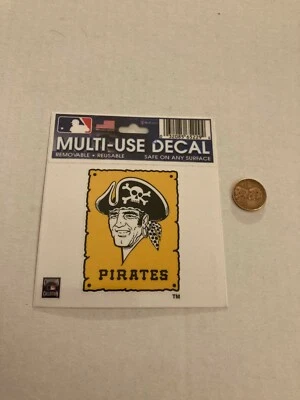 MULTI-USE DECAL
REMOVABLE • REUSABLE SAFE ON ANY SURFACE
PIRATES
TM